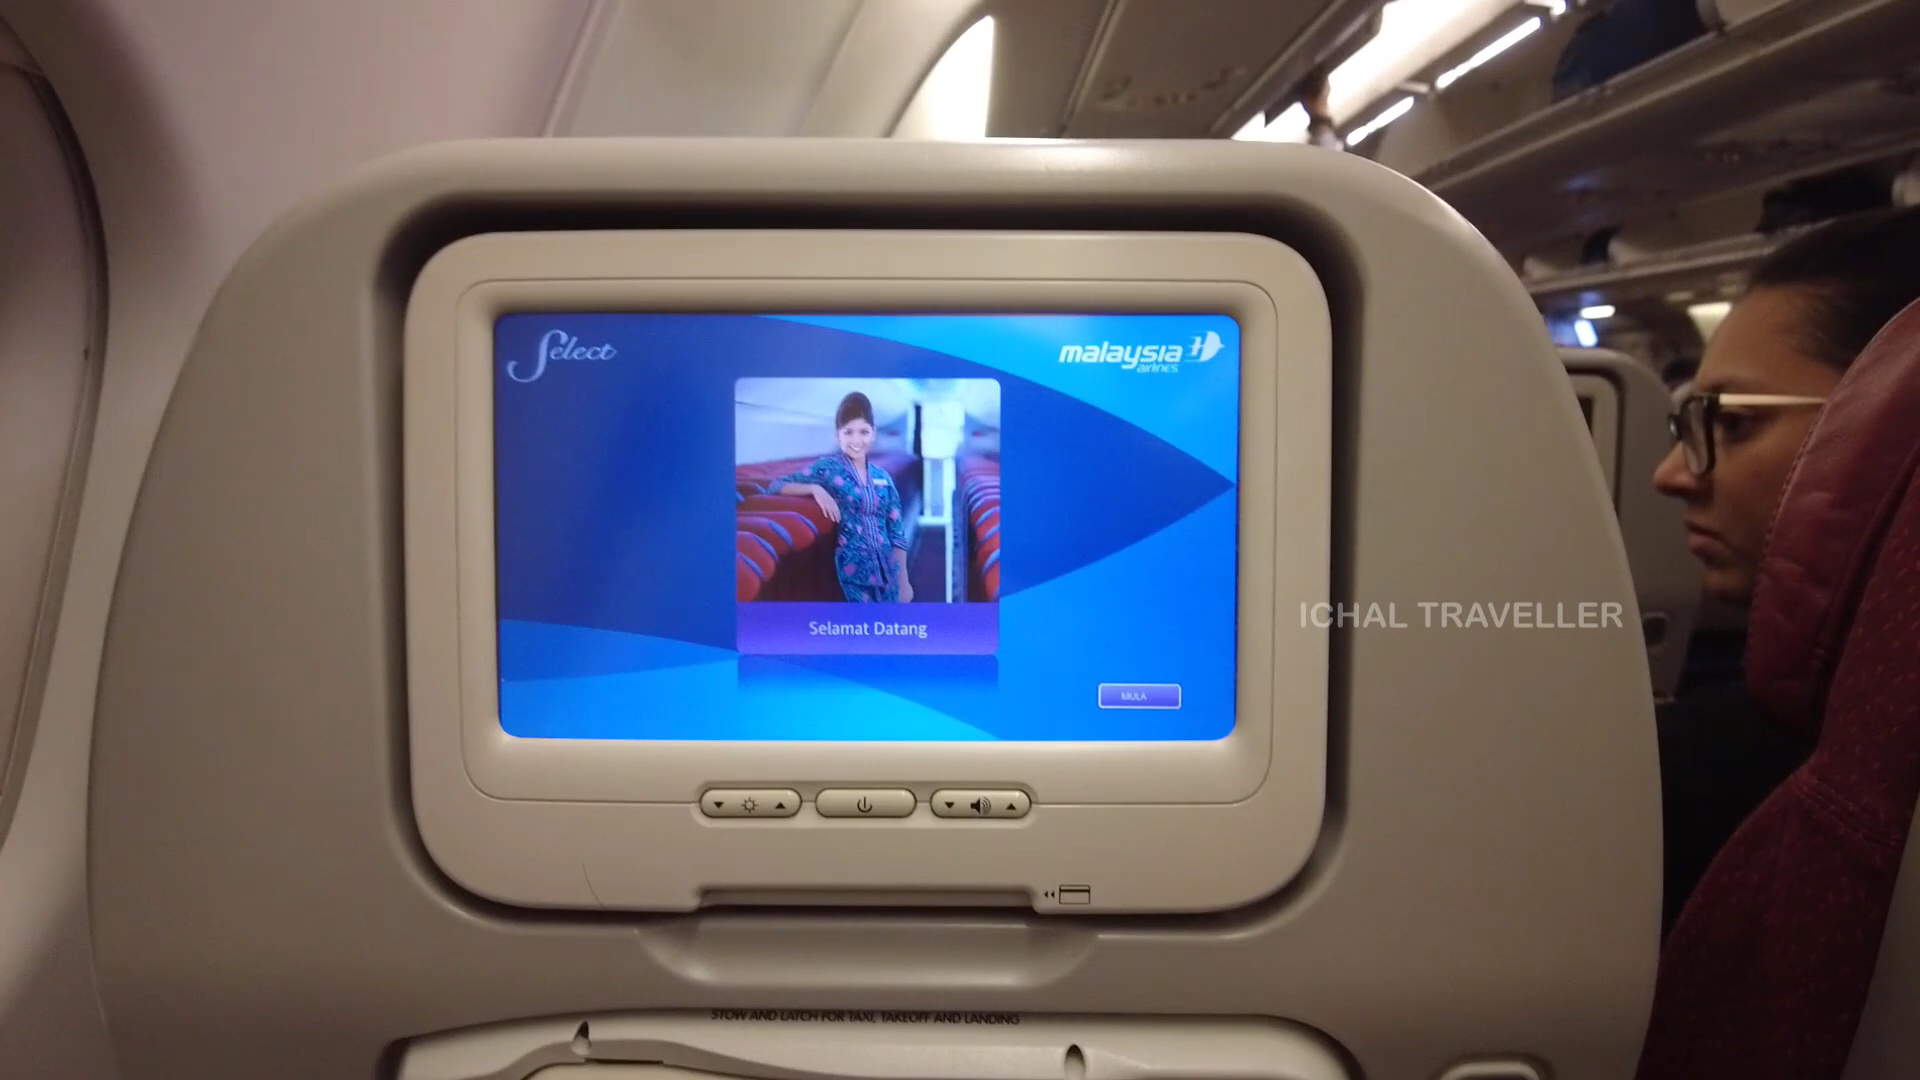 Select
malaysia
airlines
Selamat Datang
ICHAL TRAVELLER
MULA
STOW AND LATCH FOR TAXI, TAKEOFF AND LANDING